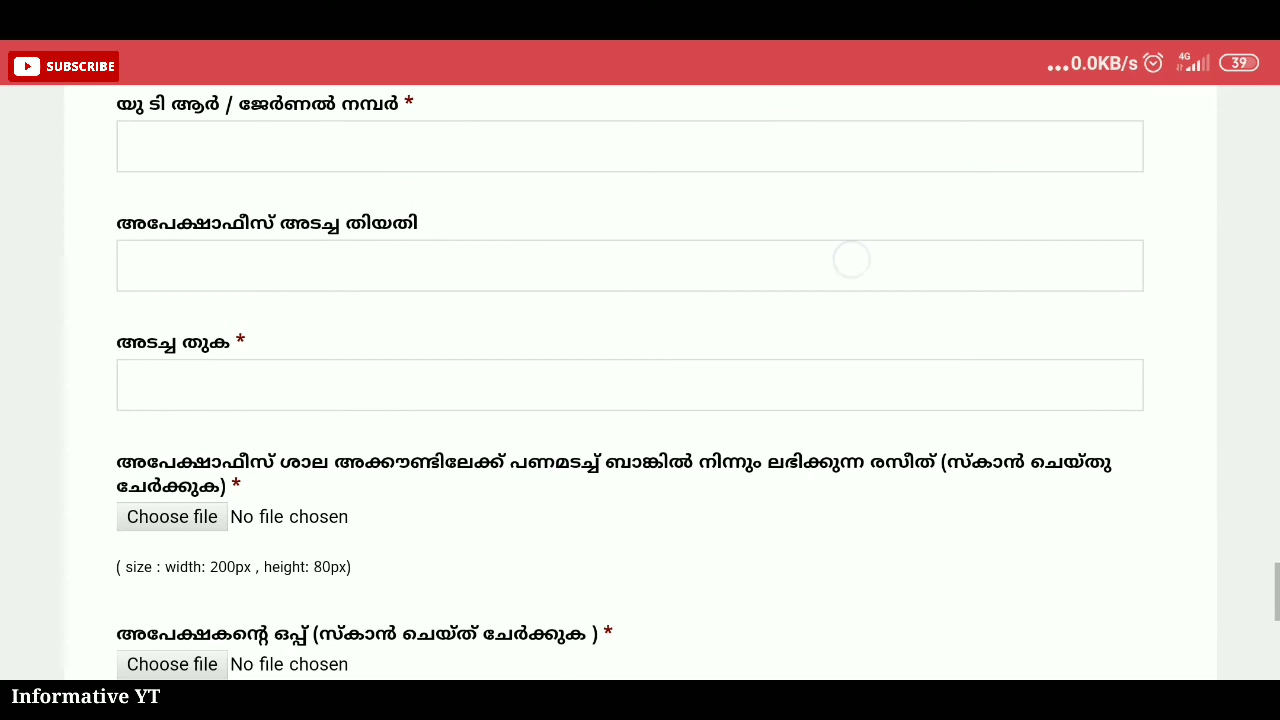 SUBSCRIBE
...0.0KB/s 4G 39
യു ടി ആർ / ജേർണൽ നമ്പർ *
അപേക്ഷാഫീസ് അടച്ച തിയതി
അടച്ച തുക *
അപേക്ഷാഫീസ് ശാല അക്കൗണ്ടിലേക്ക് പണമടച്ച് ബാങ്കിൽ നിന്നും ലഭിക്കുന്ന രസീത് (സ്കാൻ ചെയ്തു
ചേർക്കുക) *
Choose file No file chosen
( size : width: 200px , height: 80px)
അപേക്ഷകന്റെ ഒപ്പ് (സ്കാൻ ചെയ്ത് ചേർക്കുക ) *
Choose file No file chosen
Informative YT